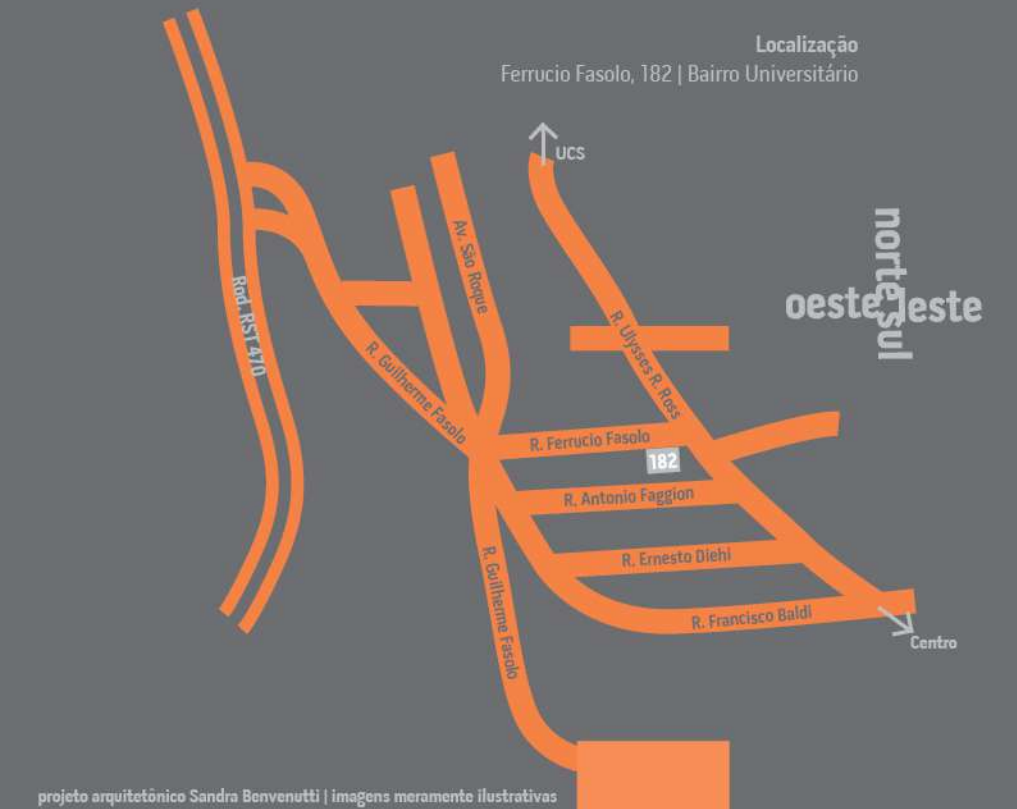 Localização
Ferrucio Fasolo, 182 | Bairro Universitário
UCS
Av. São Roque
norte
oeste leste
sul
Rod. RST 470
R. Ulysses R. Ross
R. Guilherme Fasolo
R. Ferrucio Fasolo
182
R. Antonio Faggion
R. Ernesto Diehi
R. Guilherme Fasolo
R. Francisco Baldi
Centro
projeto arquitetônico Sandra Benvenutti | imagens meramente ilustrativas